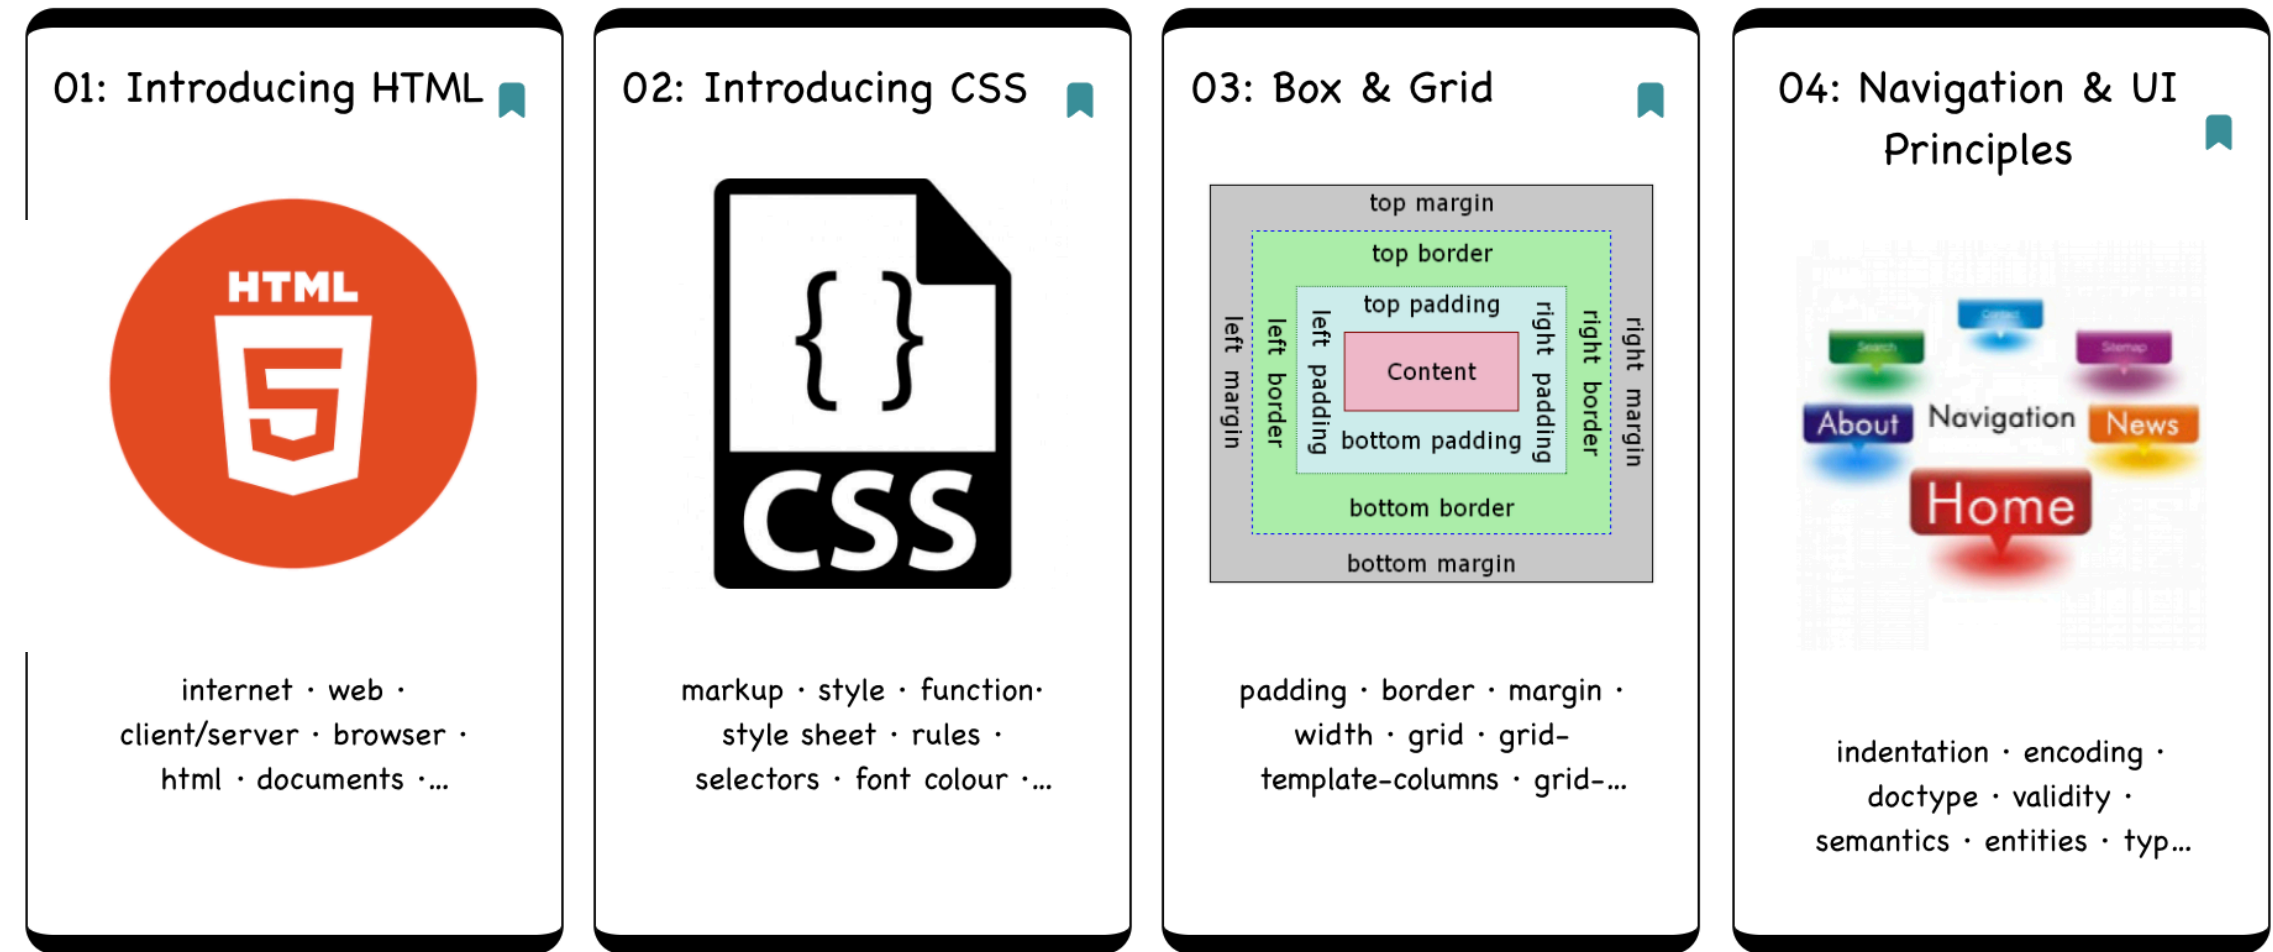 01: Introducing HTML
HTML
5
internet · web ·
client/server · browser ·
html · documents ·...
02: Introducing CSS
{ }
CSS
markup · style · function·
style sheet · rules ·
selectors · font colour ·...
03: Box & Grid
top margin
top border
top padding
left margin
left border
left padding
Content
right padding
right border
right margin
bottom padding
bottom border
bottom margin
padding · border · margin ·
width · grid · grid-
template-columns · grid-...
04: Navigation & UI
Principles
Contact
Search
Sitemap
About
Navigation
News
Home
indentation · encoding ·
doctype · validity ·
semantics · entities · typ...